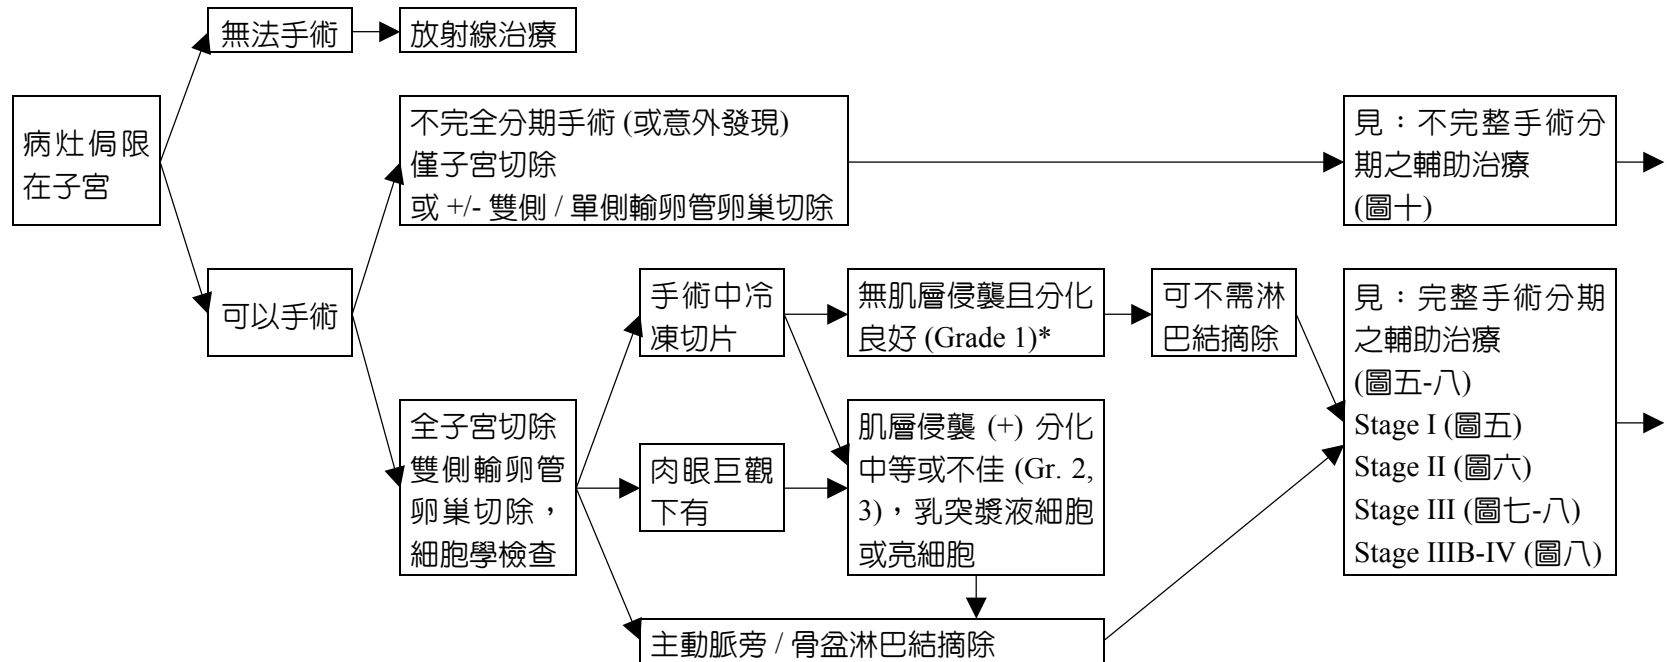 無法手術
放射線治療
病灶侷限
在子宮
不完全分期手術 (或意外發現)
僅子宮切除
或 +/- 雙側 / 單側輸卵管卵巢切除
見：不完整手術分
期之輔助治療
(圖十)
可以手術
手術中冷
凍切片
無肌層侵襲且分化
良好 (Grade 1)*
可不需淋
巴結摘除
見：完整手術分期
之輔助治療
(圖五-八)
Stage I (圖五)
Stage II (圖六)
Stage III (圖七-八)
Stage IIIB-IV (圖八)
全子宮切除
雙側輸卵管
卵巢切除，
細胞學檢查
肉眼巨觀
下有
肌層侵襲 (+) 分化
中等或不佳 (Gr. 2,
3)，乳突漿液細胞
或亮細胞
主動脈旁 / 骨盆淋巴結摘除